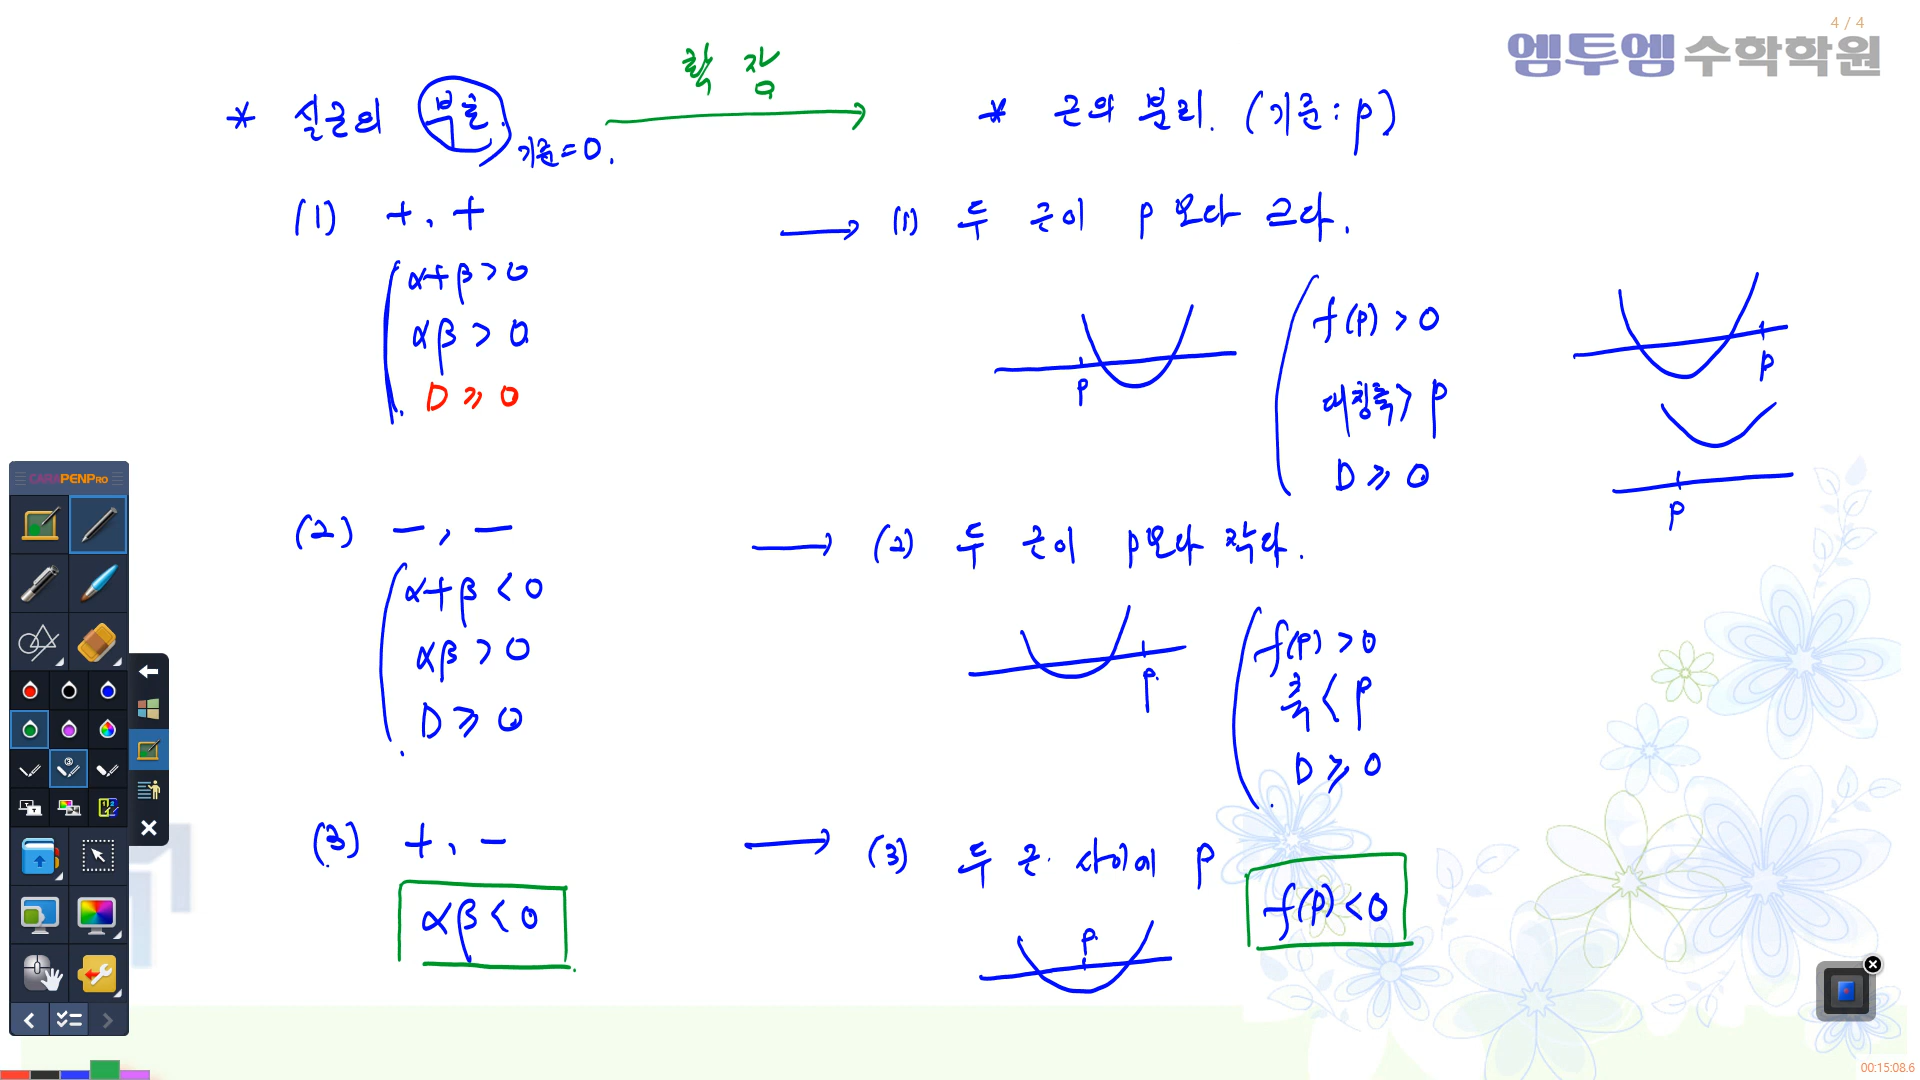 4 / 4
엠투엠수학학원
확 장
* 실근의 부호. 기준=0.
* 근의 분리. (기준 : p)
(1) +, +
→ (1) 두 근이 p보다 크다.
α+β>0
αβ > 0
D ≥ 0
p
f(p) > 0
대칭축> p
D ≥ 0
p
p
(2) −, −
→ (2) 두 근이 p보다 작다.
α+β < 0
αβ > 0
D ≥ 0
p.
f(p) > 0
축 < p
D ≥ 0
(3) +, −
→ (3) 두 근 사이에 p
αβ < 0
p
f(p) < 0
CARAPENPRO
00:15:08.6